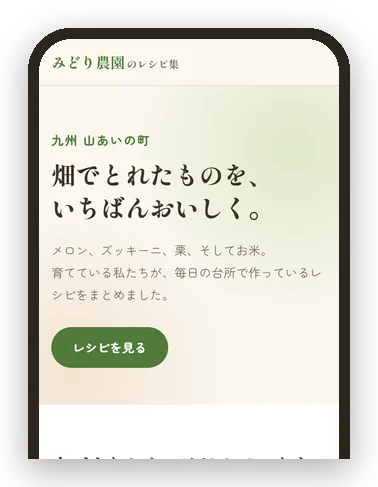 みどり農園のレシピ集
九州 山あいの町
畑でとれたものを、
いちばんおいしく。
メロン、ズッキーニ、栗、そしてお米。
育てている私たちが、毎日の台所で作っているレ
シピをまとめました。
レシピを見る